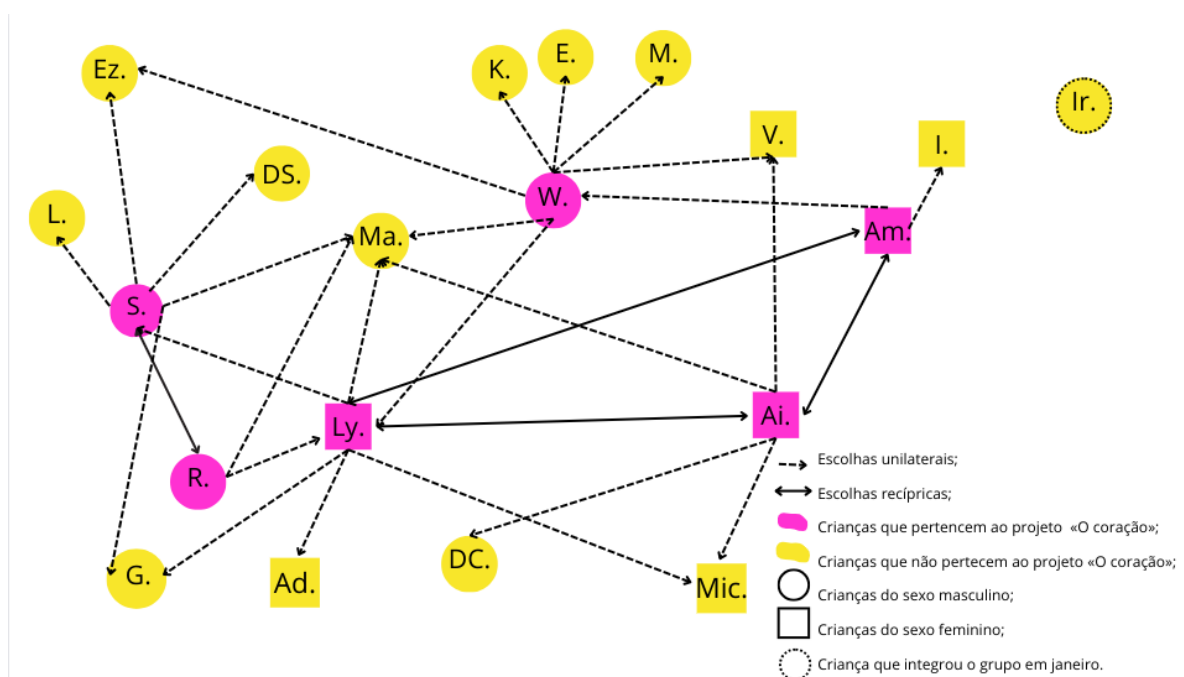 Ez.
K.
E.
M.
Ir.
V.
I.
DS.
L.
W.
Ma.
Am.
S.
Ly.
Ai.
R.
G.
Ad.
DC.
Mic.
Escolhas unilaterais;
Escolhas recípricas;
Crianças que pertencem ao projeto «O coração»;
Crianças que não pertecem ao projeto «O coração»;
Crianças do sexo masculino;
Crianças do sexo feminino;
Criança que integrou o grupo em janeiro.